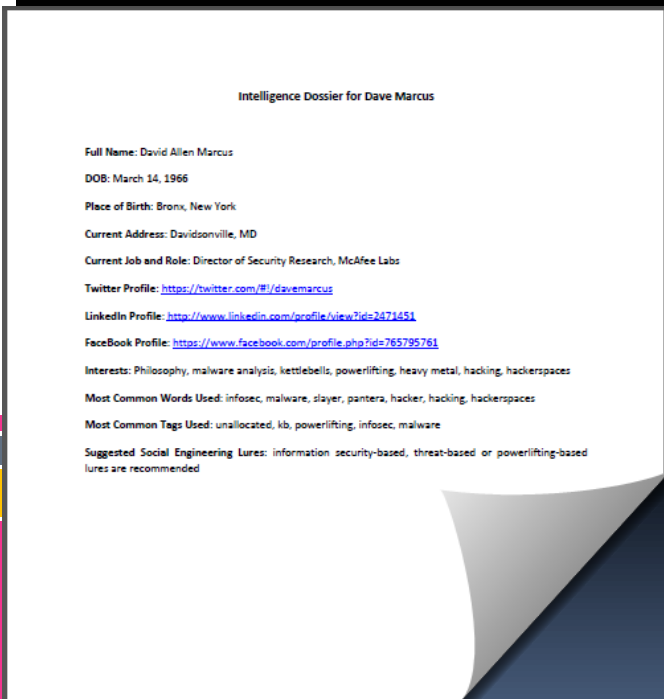 Intelligence Dossier for Dave Marcus
Full Name: David Allen Marcus
DOB: March 14, 1966
Place of Birth: Bronx, New York
Current Address: Davidsonville, MD
Current Job and Role: Director of Security Research, McAfee Labs
Twitter Profile: https://twitter.com/#!/davemarcus
LinkedIn Profile: http://www.linkedin.com/profile/view?id=2471451
FaceBook Profile: https://www.facebook.com/profile.php?id=765795761
Interests: Philosophy, malware analysis, kettlebells, powerlifting, heavy metal, hacking, hackerspaces
Most Common Words Used: infosec, malware, slayer, pantera, hacker, hacking, hackerspaces
Most Common Tags Used: unallocated, kb, powerlifting, infosec, malware
Suggested Social Engineering Lures: information security-based, threat-based or powerlifting-based
lures are recommended